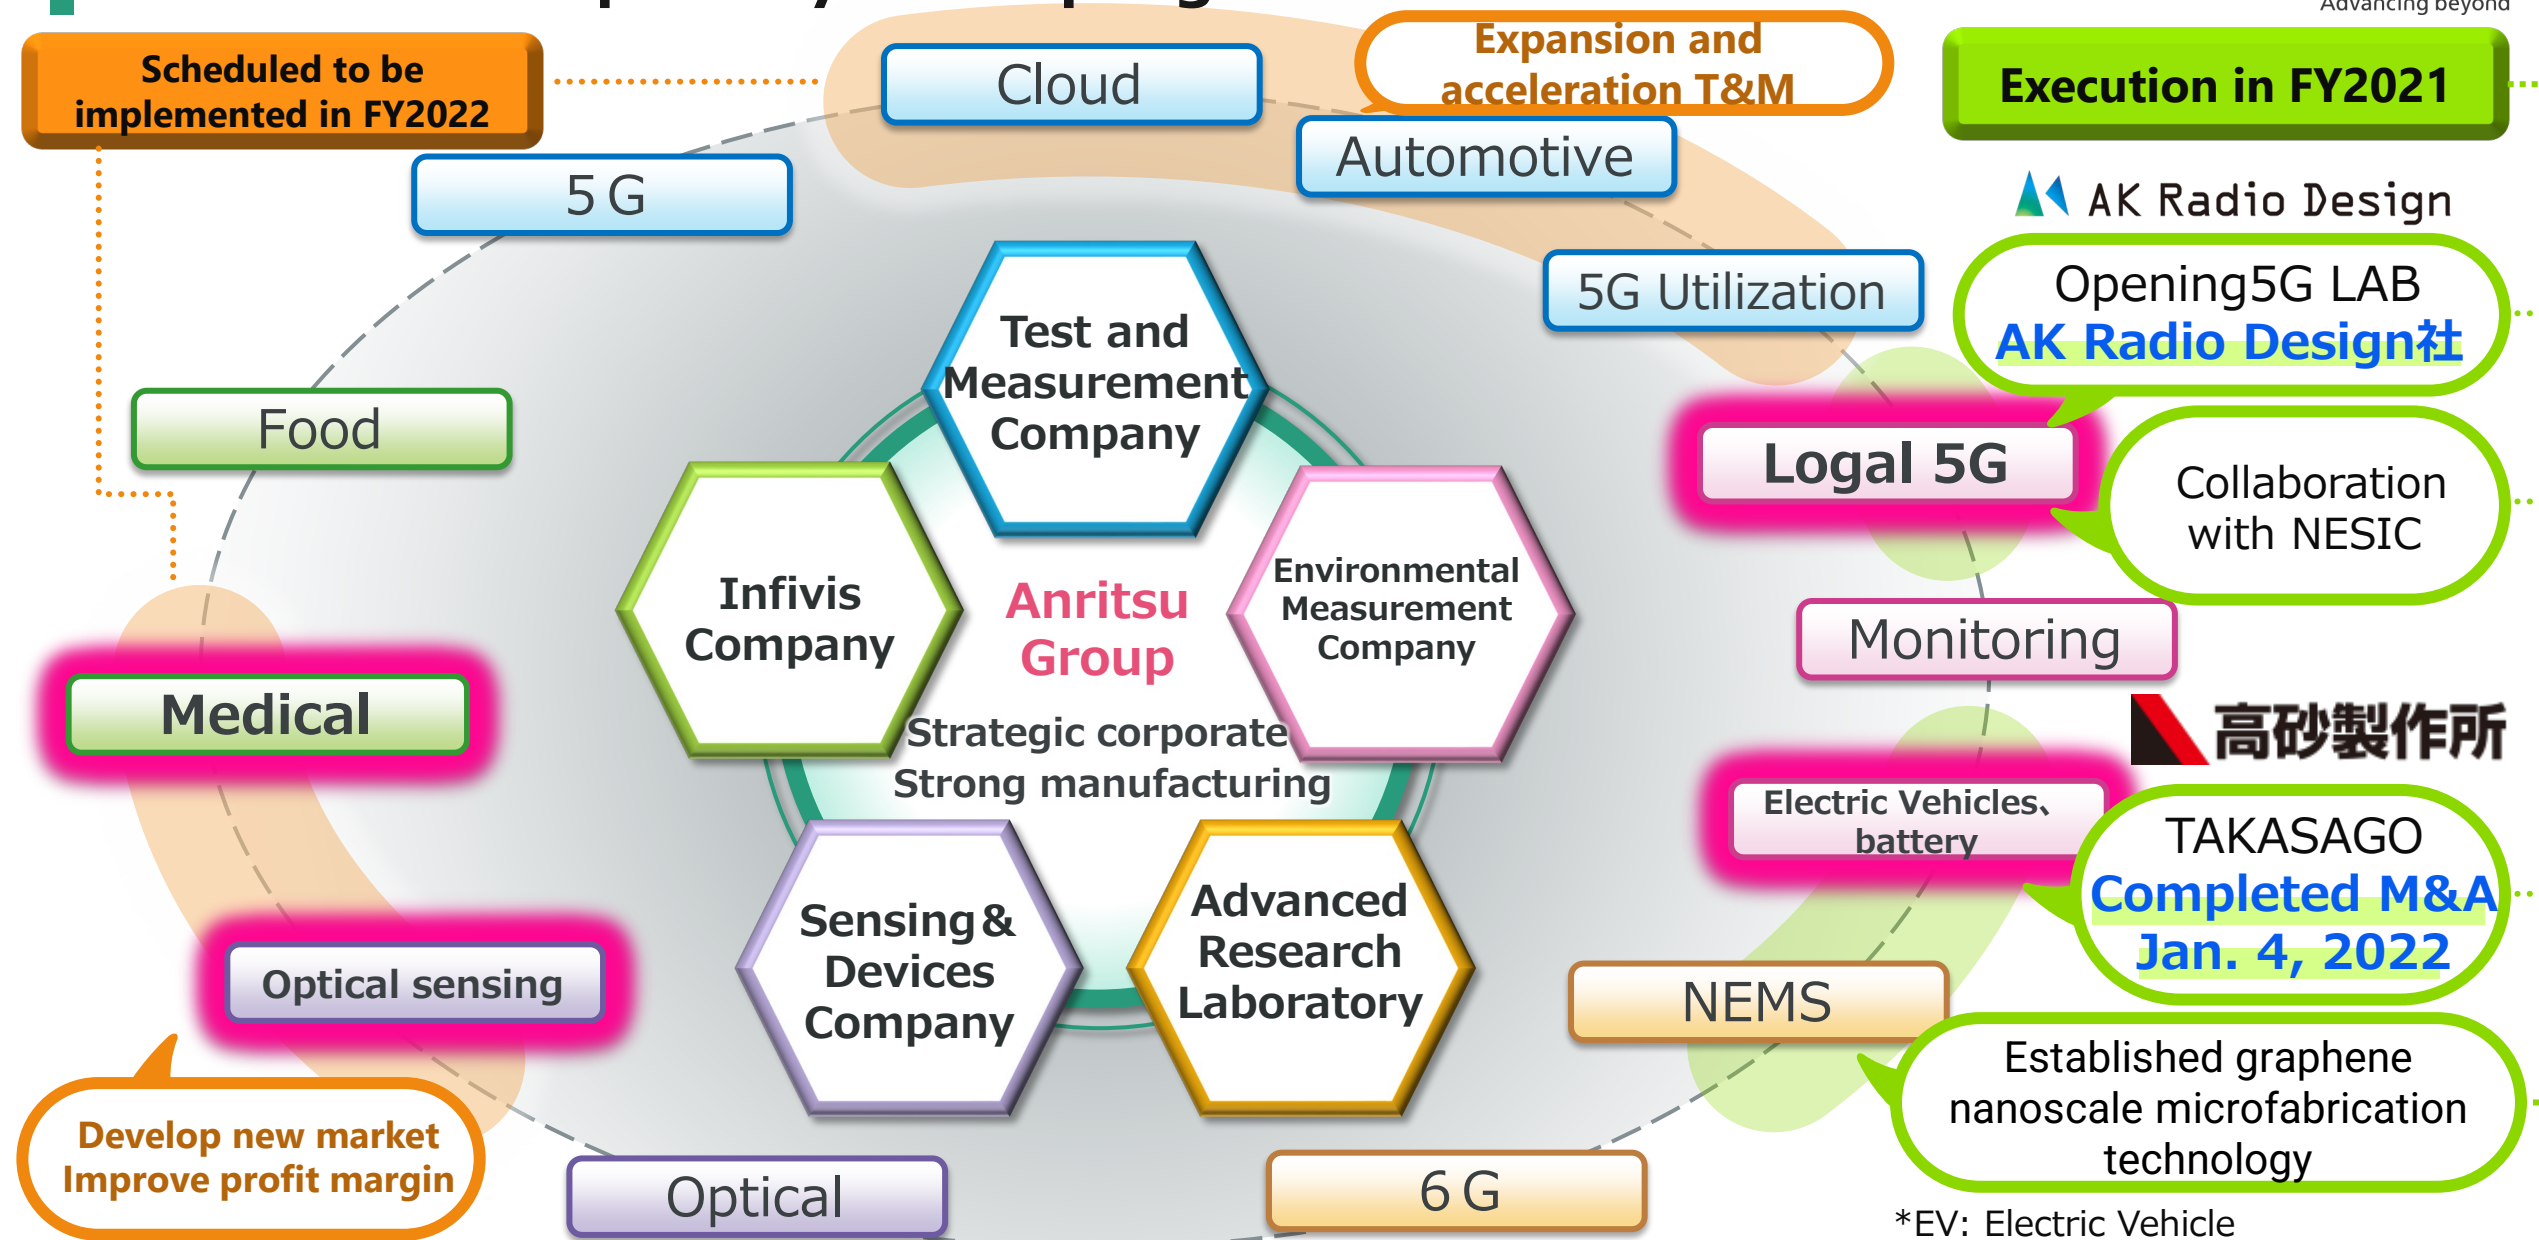 Advancing beyond
Scheduled to be
implemented in FY2022
Cloud
Expansion and
acceleration T&M
Execution in FY2021
5G
Automotive
AK Radio Design
5G Utilization
Opening5G LAB
AK Radio Design社
Test and
Measurement
Company
Food
Logal 5G
Collaboration
with NESIC
Infivis
Company
Anritsu
Group
Environmental
Measurement
Company
Monitoring
Medical
Strategic corporate
Strong manufacturing
高砂製作所
Electric Vehicles、
battery
TAKASAGO
Completed M&A
Jan. 4, 2022
Sensing&
Devices
Company
Advanced
Research
Laboratory
Optical sensing
NEMS
Established graphene
nanoscale microfabrication
technology
Develop new market
Improve profit margin
Optical
6G
*EV: Electric Vehicle